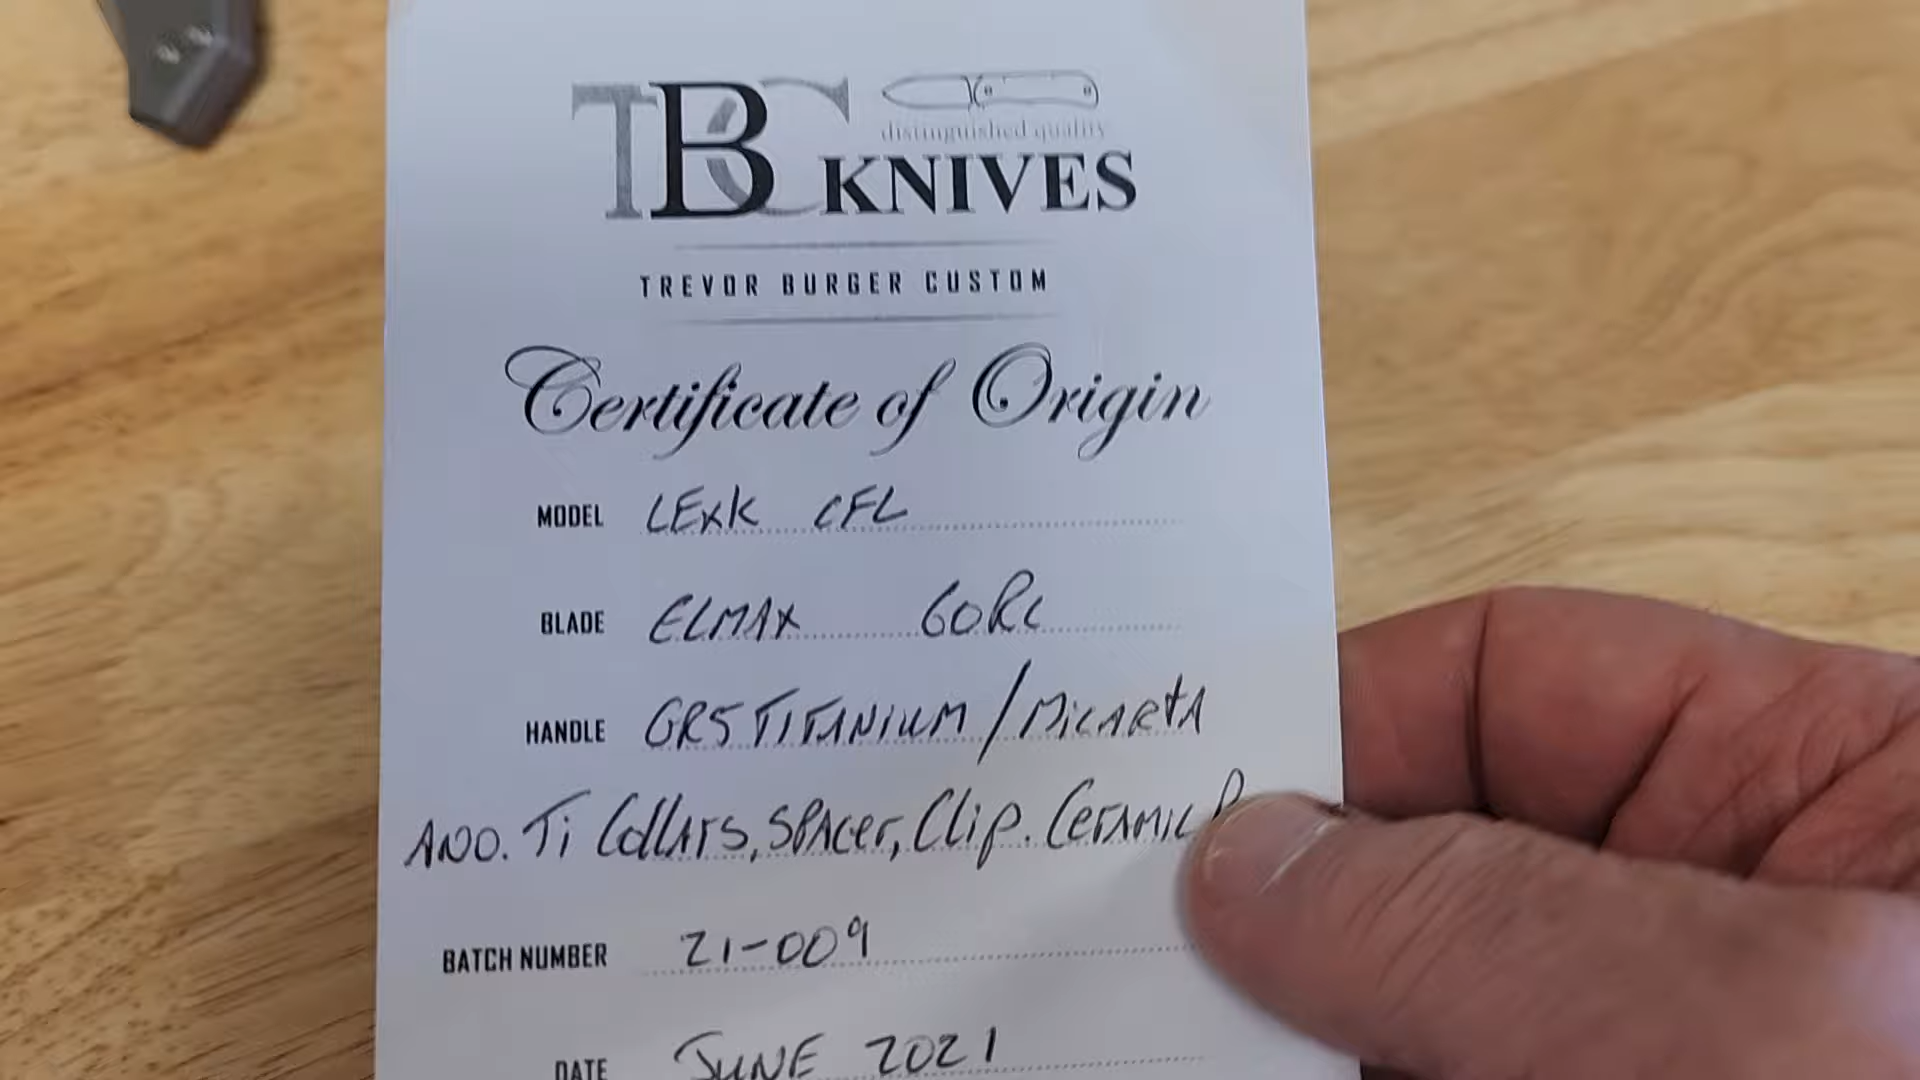 TBC
distinguished quality
KNIVES
TREVOR BURGER CUSTOM
Certificate of Origin
MODEL LExK CFL
BLADE ELMAX 60RC
HANDLE GR5 TITANIUM / MICARTA
ANO. Ti Collars, SPAcer, Clip. CerAMic
BATCH NUMBER 21-009
DATE JUNE 2021